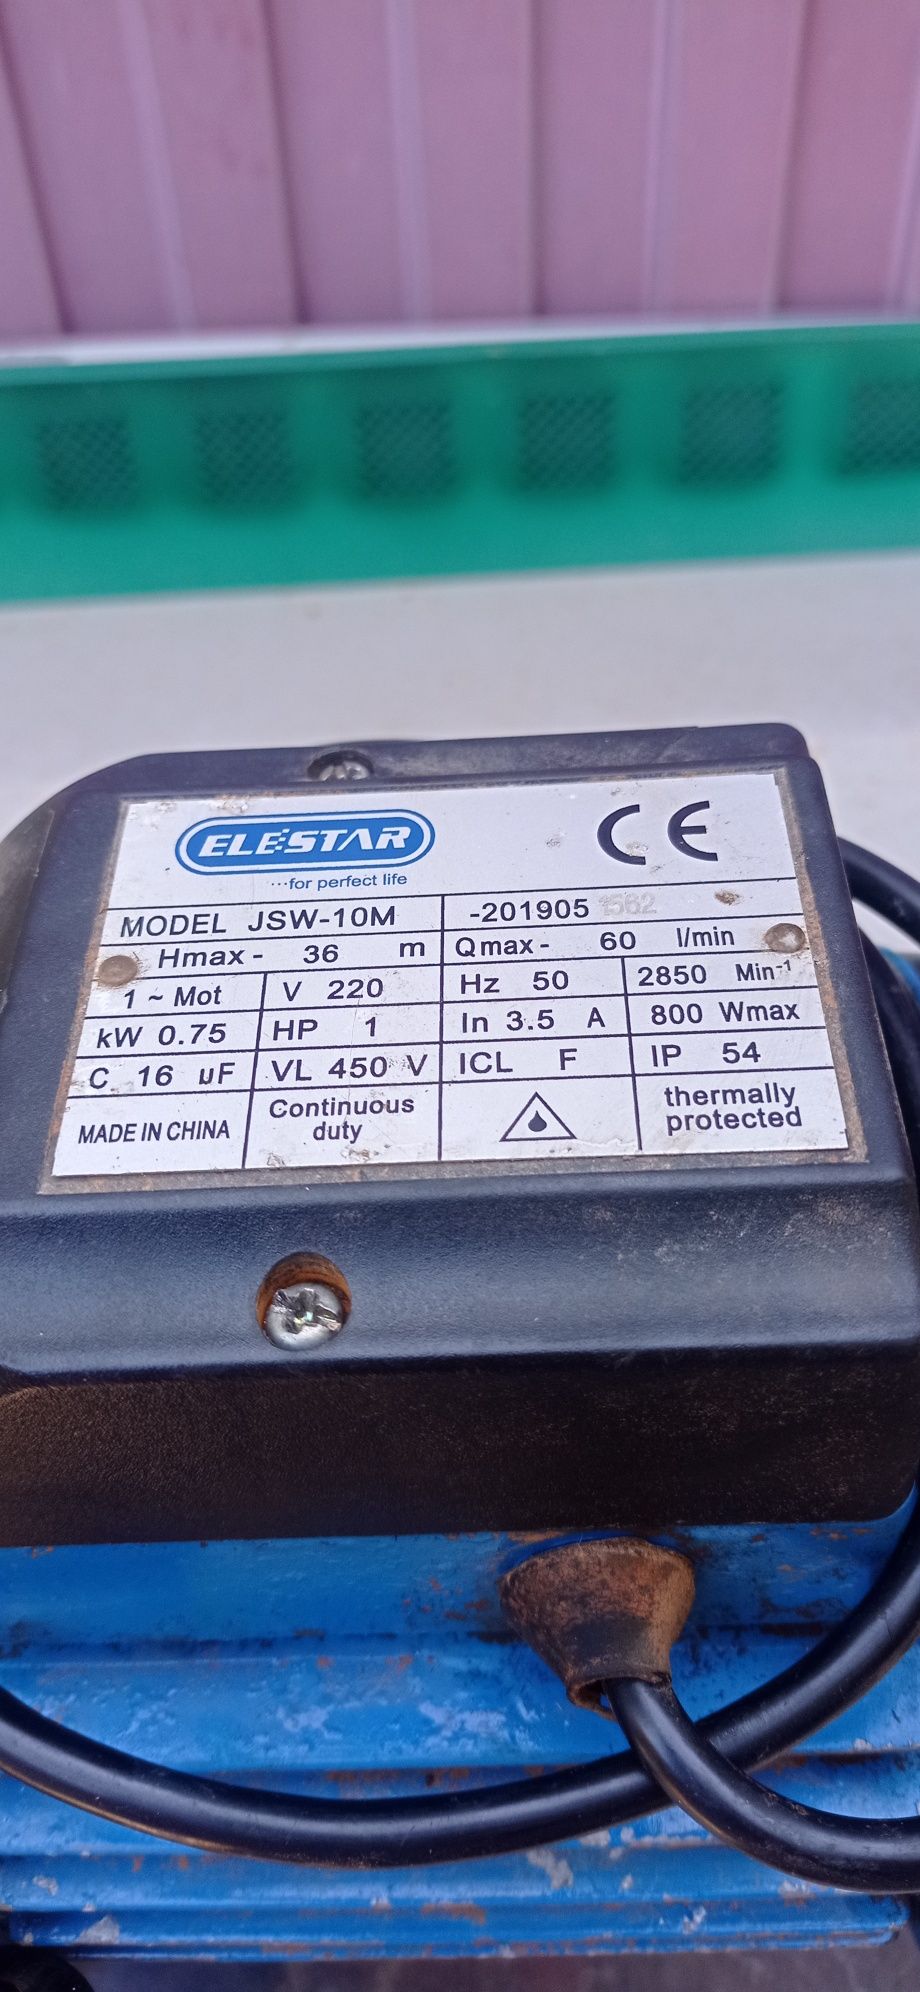 ELESTAR
···for perfect life
CE
MODEL JSW-10M -201905
Hmax - 36 m Qmax - 60 l/min
1 ~ Mot V 220 Hz 50 2850 Min⁻¹
kW 0.75 HP 1 In 3.5 A 800 Wmax
C 16 µF VL 450 V ICL F IP 54
MADE IN CHINA Continuous duty thermally protected